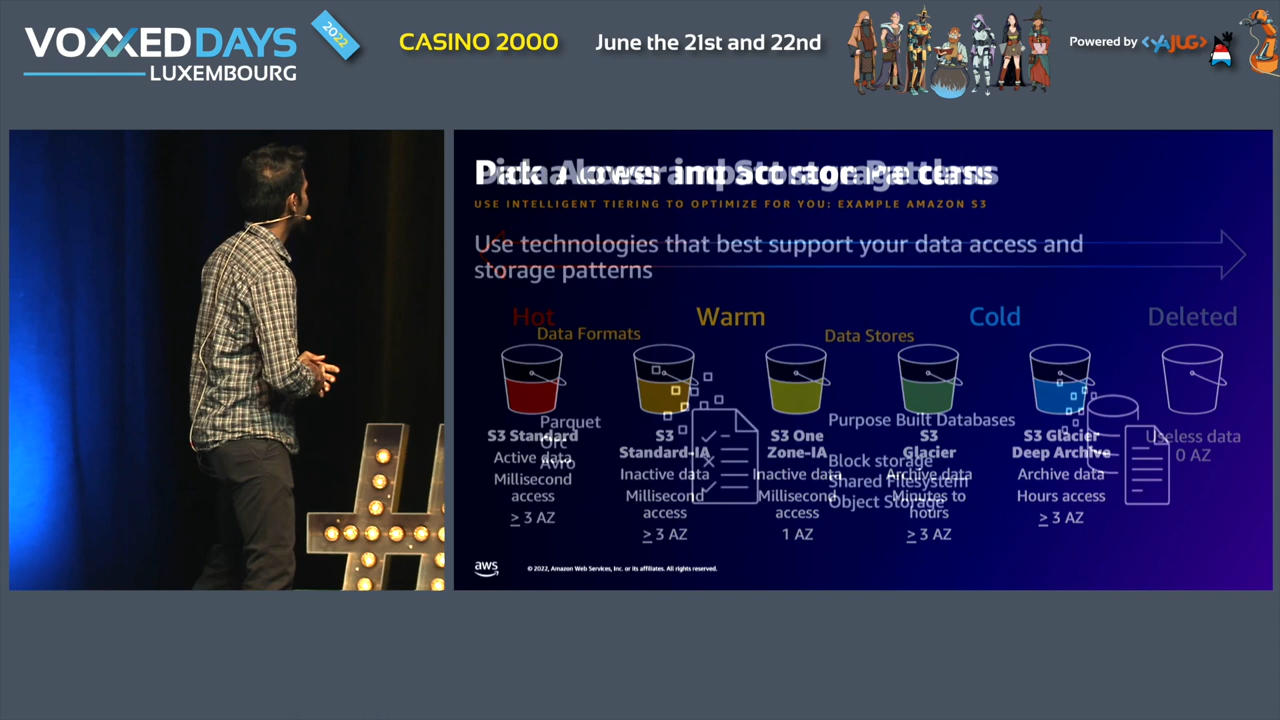 VOXXED DAYS
2022
LUXEMBOURG
CASINO 2000
June the 21st and 22nd
Powered by <YAJUG>
USE INTELLIGENT TIERING TO OPTIMIZE FOR YOU: EXAMPLE AMAZON S3
Use technologies that best support your data access and
storage patterns
Hot
Warm
Cold
Deleted
Data Formats
Data Stores
Parquet
Orc
Avro
Purpose Built Databases
Block storage
Shared Filesystem
Object Storage
S3 Standard
Active data
Millisecond
access
≥ 3 AZ
S3
Standard-IA
Inactive data
Millisecond
access
≥ 3 AZ
S3 One
Zone-IA
Inactive data
Millisecond
access
1 AZ
S3
Glacier
Archive data
Minutes to
hours
≥ 3 AZ
S3 Glacier
Deep Archive
Archive data
Hours access
≥ 3 AZ
Useless data
0 AZ
aws
© 2022, Amazon Web Services, Inc. or its affiliates. All rights reserved.